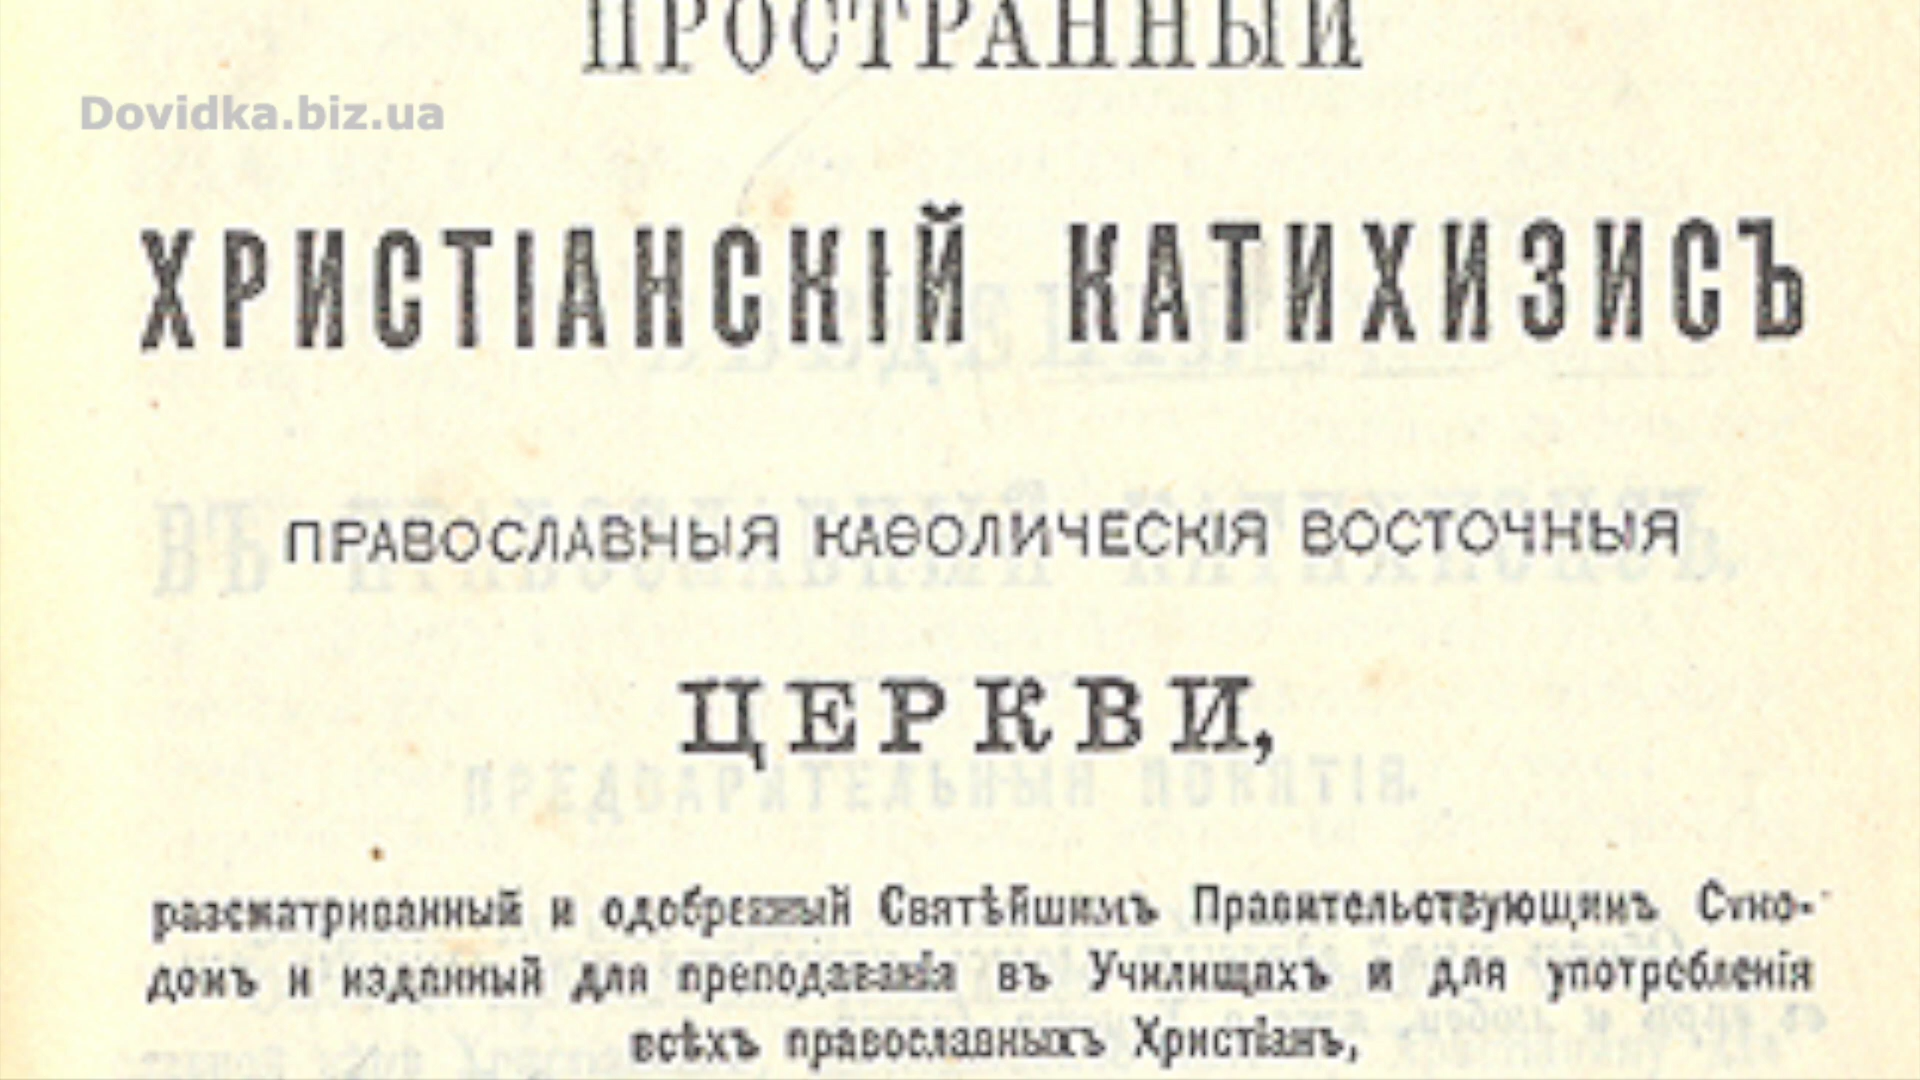 ПРОСТРАННЫЙ
Dovidka.biz.ua
ХРИСТІАНСКІЙ КАТИХИЗИСЪ
ПРАВОСЛАВНЫЯ КАѲОЛИЧЕСКІЯ ВОСТОЧНЫЯ
ЦЕРКВИ,
разсматриванный и одобренный Святѣйшимъ Правительствующимъ Сѵно-
домъ и изданный для преподаванія въ Училищахъ и для употребленія
всѣхъ православныхъ Христіанъ,